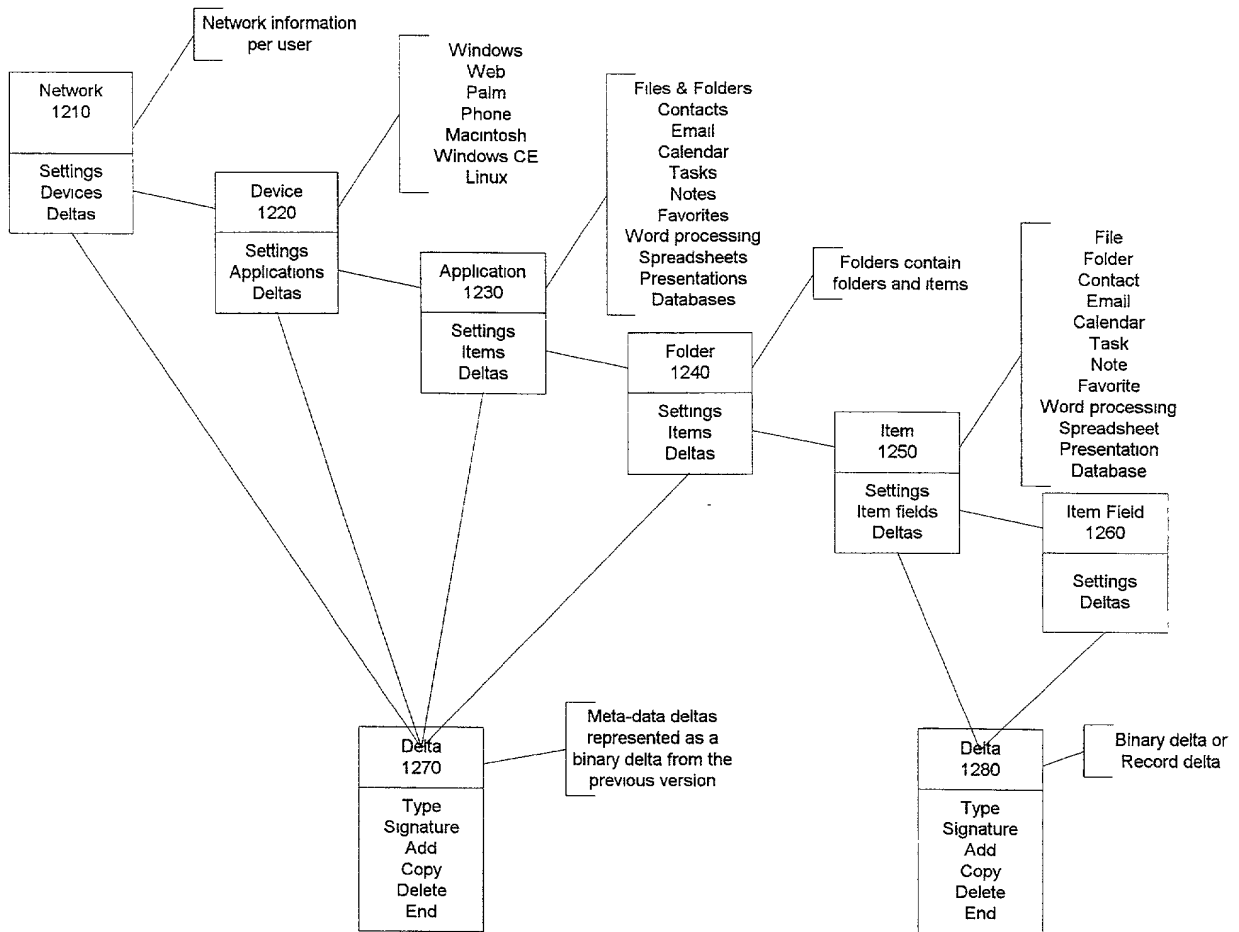 Network information
per user
Network
1210
Settings
Devices
Deltas
Windows
Web
Palm
Phone
Macintosh
Windows CE
Linux
Device
1220
Settings
Applications
Deltas
Files & Folders
Contacts
Email
Calendar
Tasks
Notes
Favorites
Word processing
Spreadsheets
Presentations
Databases
Application
1230
Settings
Items
Deltas
Folders contain
folders and items
Folder
1240
Settings
Items
Deltas
File
Folder
Contact
Email
Calendar
Task
Note
Favorite
Word processing
Spreadsheet
Presentation
Database
Item
1250
Settings
Item fields
Deltas
Item Field
1260
Settings
Deltas
Delta
1270
Type
Signature
Add
Copy
Delete
End
Meta-data deltas
represented as a
binary delta from the
previous version
Delta
1280
Type
Signature
Add
Copy
Delete
End
Binary delta or
Record delta